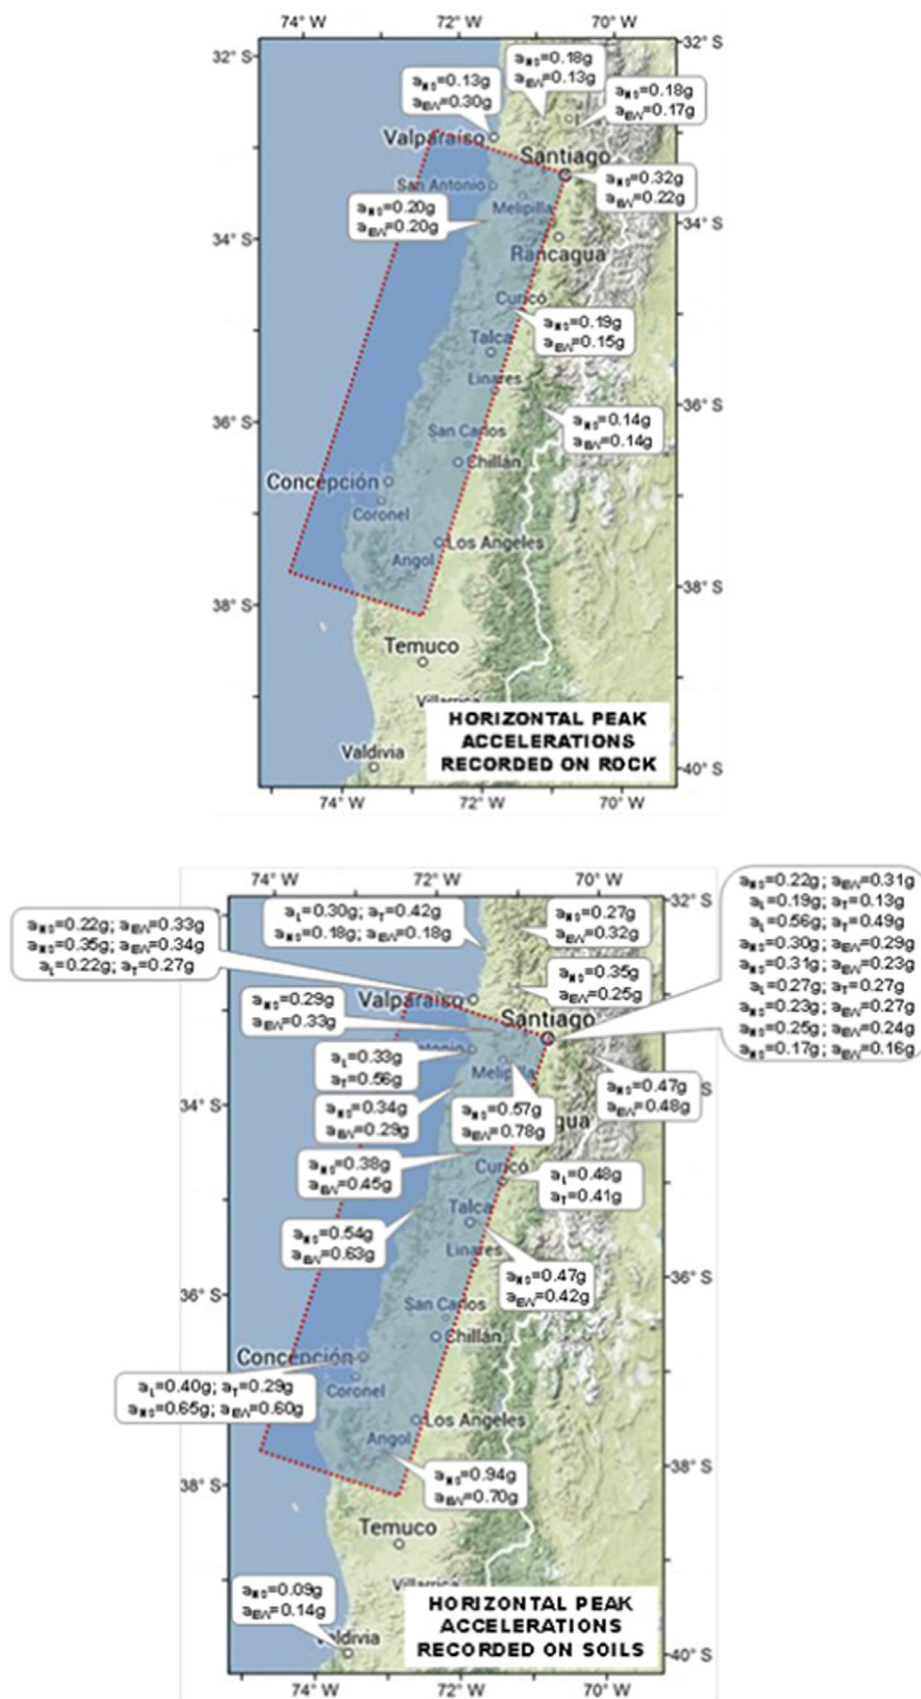 74° W 72° W 70° W
32° S
32° S
aNS=0.18g
aEW=0.13g
aNS=0.13g
aEW=0.30g
aNS=0.18g
aEW=0.17g
Valparaíso
Santiago
San Antonio
aNS=0.32g
aEW=0.22g
Melipilla
aNS=0.20g
aEW=0.20g
34° S
34° S
Rancagua
Curicó
aNS=0.19g
aEW=0.15g
Talca
Linares
36° S
36° S
aNS=0.14g
aEW=0.14g
San Carlos
Chillán
Concepción
Coronel
Los Angeles
Angol
38° S
38° S
Temuco
Villarrica
HORIZONTAL PEAK
ACCELERATIONS
RECORDED ON ROCK
Valdivia
40° S
74° W 72° W 70° W
74° W 72° W 70° W
32° S
aNS=0.22g; aEW=0.31g
aL=0.19g; aT=0.13g
aL=0.56g; aT=0.49g
aNS=0.30g; aEW=0.29g
aNS=0.31g; aEW=0.23g
aL=0.27g; aT=0.27g
aNS=0.23g; aEW=0.27g
aNS=0.25g; aEW=0.24g
aNS=0.17g; aEW=0.16g
aL=0.30g; aT=0.42g
aNS=0.18g; aEW=0.18g
aNS=0.27g
aEW=0.32g
aNS=0.22g; aEW=0.33g
aNS=0.35g; aEW=0.34g
aL=0.22g; aT=0.27g
aNS=0.35g
aEW=0.25g
Valparaíso
aNS=0.29g
aEW=0.33g
Santiago
tonio
aL=0.33g
aT=0.56g
Melipilla
aNS=0.47g
aEW=0.48g
34° S
S
aNS=0.34g
aEW=0.29g
aNS=0.57g
aEW=0.78g
gua
aNS=0.38g
aEW=0.45g
Curicó
aL=0.48g
aT=0.41g
Talca
aNS=0.54g
aEW=0.63g
Linares
aNS=0.47g
aEW=0.42g
36° S
36° S
San Carlos
Chillán
Concepción
Coronel
aL=0.40g; aT=0.29g
aNS=0.65g; aEW=0.60g
Los Angeles
Angol
38° S
38° S
aNS=0.94g
aEW=0.70g
Temuco
Villarrica
aNS=0.09g
aEW=0.14g
HORIZONTAL PEAK
ACCELERATIONS
RECORDED ON SOILS
aldivia
40° S
74° W 72° W 70° W